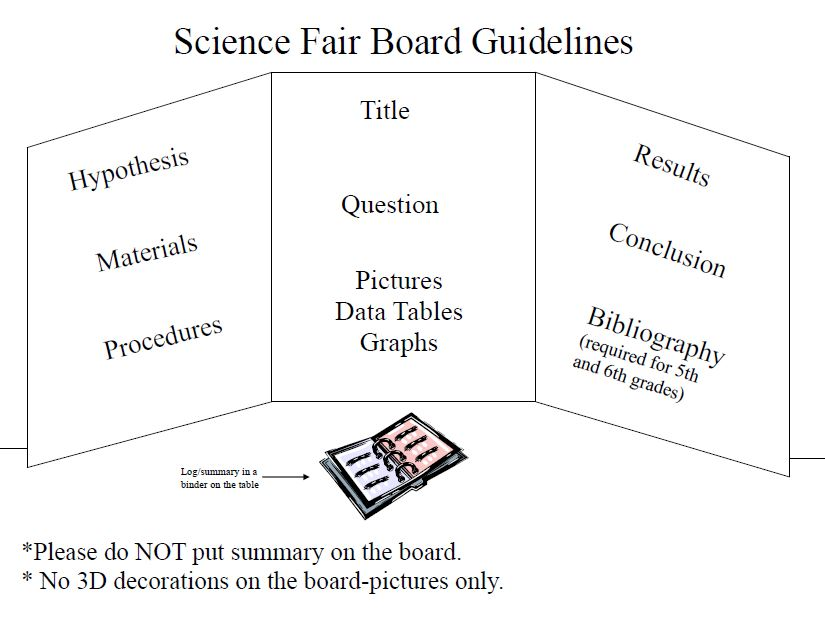 Science Fair Board Guidelines
Hypothesis
Materials
Procedures
Title
Question
Pictures
Data Tables
Graphs
Results
Conclusion
Bibliography
(required for 5th
and 6th grades)
Log/summary in a
binder on the table
*Please do NOT put summary on the board.
* No 3D decorations on the board-pictures only.